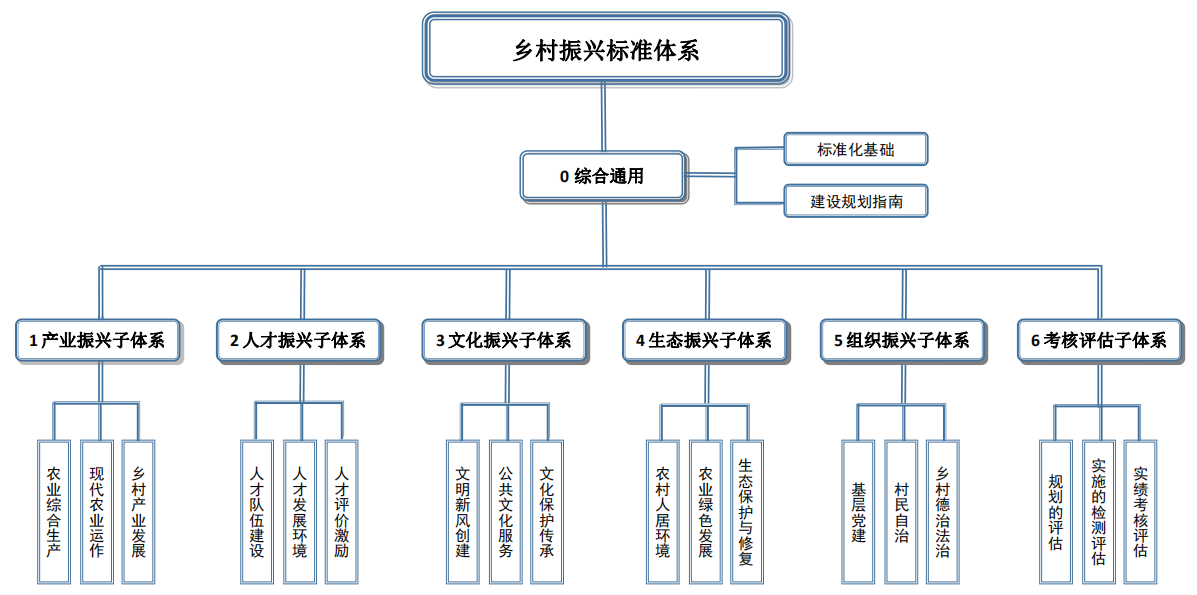 乡村振兴标准体系
0 综合通用
标准化基础
建设规划指南
1 产业振兴子体系
2 人才振兴子体系
3 文化振兴子体系
4 生态振兴子体系
5 组织振兴子体系
6 考核评估子体系
农业综合生产
现代农业运作
乡村产业发展
人才队伍建设
人才发展环境
人才评价激励
文明新风创建
公共文化服务
文化保护传承
农村人居环境
农业绿色发展
生态保护与修复
基层党建
村民自治
乡村德治法治
规划的评估
实施的检测评估
实绩考核评估